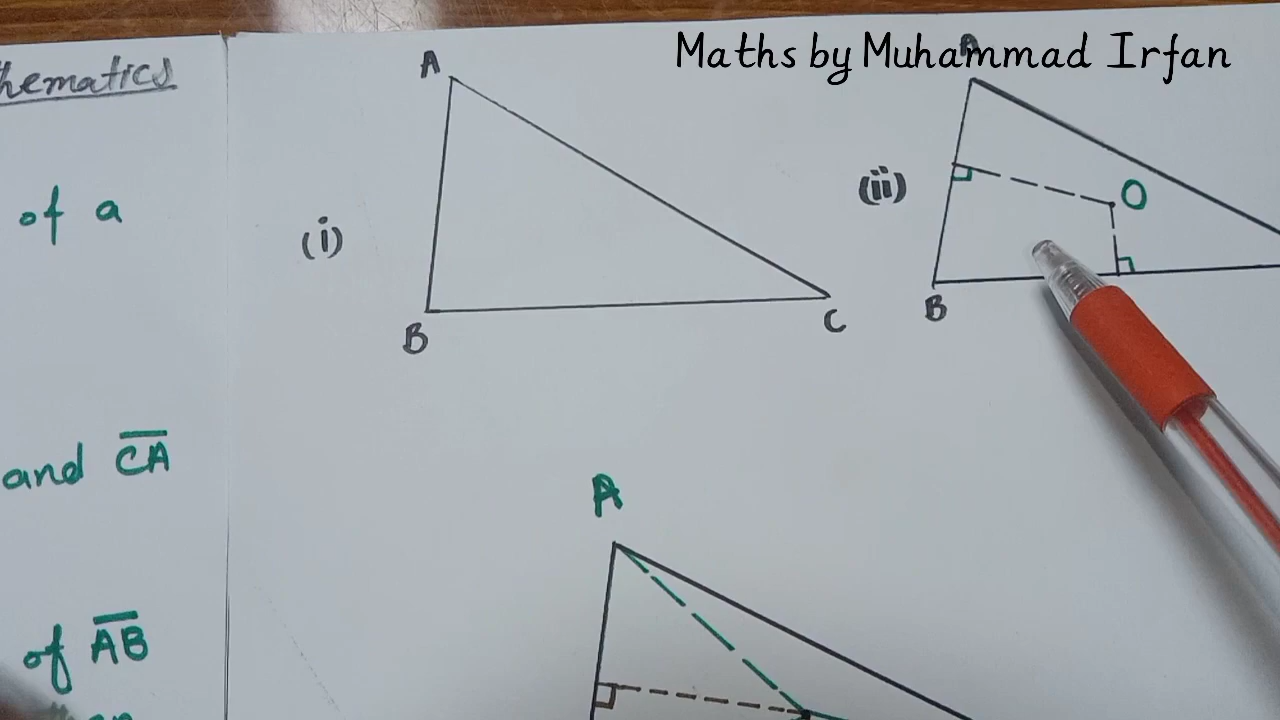 Maths by Muhammad Irfan
hematics
of a
and CA
of AB
A
(i)
B
C
A
(ii)
O
B
A